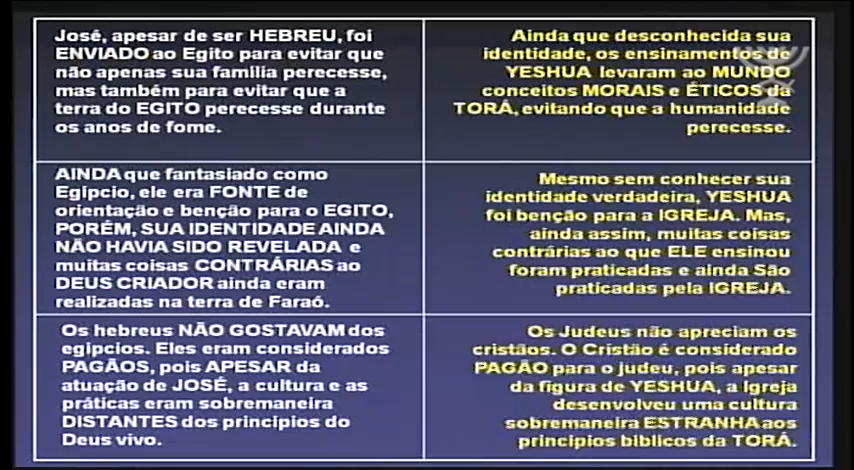 José, apesar de ser HEBREU, foi
ENVIADO ao Egito para evitar que
não apenas sua família perecesse,
mas também para evitar que a
terra do EGITO perecesse durante
os anos de fome.
Ainda que desconhecida sua
identidade, os ensinamentos de
YESHUA levaram ao MUNDO
conceitos MORAIS e ÉTICOS da
TORÁ, evitando que a humanidade
perecesse.
AINDA que fantasiado como
Egípcio, ele era FONTE de
orientação e benção para o EGITO,
PORÉM, SUA IDENTIDADE AINDA
NÃO HAVIA SIDO REVELADA e
muitas coisas CONTRÁRIAS ao
DEUS CRIADOR ainda eram
realizadas na terra de Faraó.
Mesmo sem conhecer sua
identidade verdadeira, YESHUA
foi benção para a IGREJA. Mas,
ainda assim, muitas coisas
contrárias ao que ELE ensinou
foram praticadas e ainda São
praticadas pela IGREJA.
Os hebreus NÃO GOSTAVAM dos
egípcios. Eles eram considerados
PAGÃOS, pois APESAR da
atuação de JOSÉ, a cultura e as
práticas eram sobremaneira
DISTANTES dos princípios do
Deus vivo.
Os Judeus não apreciam os
cristãos. O Cristão é considerado
PAGÃO para o judeu, pois apesar
da figura de YESHUA, a Igreja
desenvolveu uma cultura
sobremaneira ESTRANHA aos
princípios bíblicos da TORÁ.